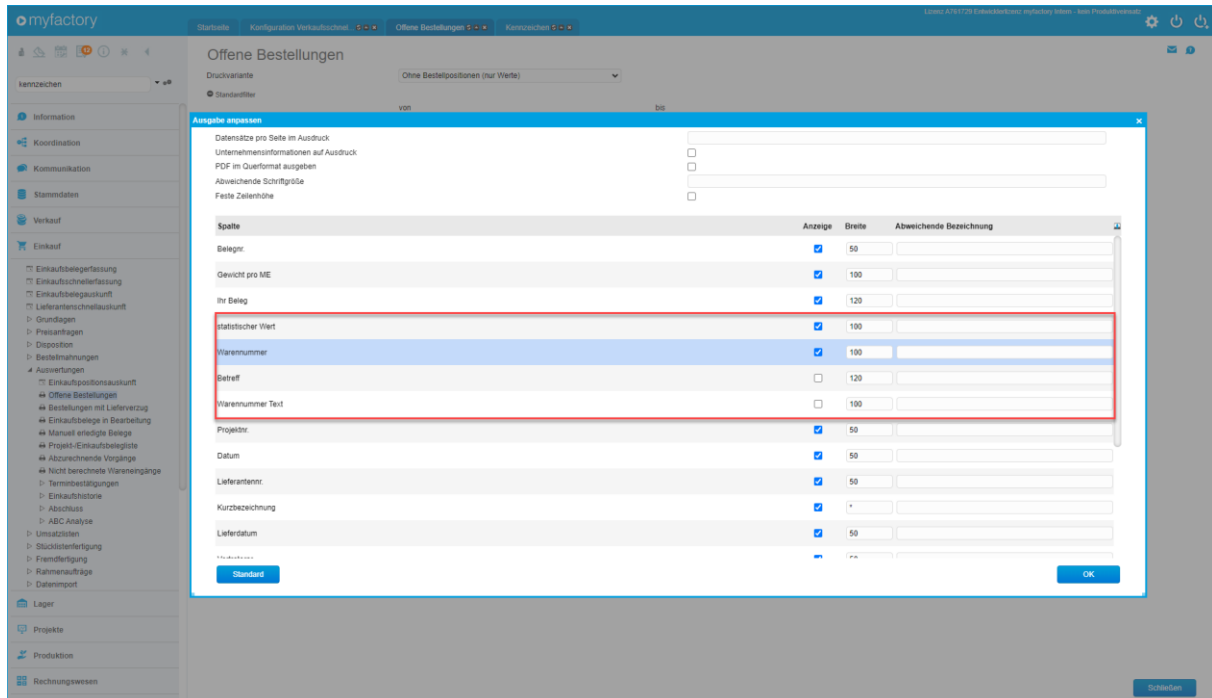 myfactory
Lizenz A781729 Entwicklerlizenz myfactory Intern - kein Produktiveinsatz
Startseite
Konfiguration Verkaufsschnel...
Offene Bestellungen
Kennzeichen
kennzeichen
Information
Koordination
Kommunikation
Stammdaten
Verkauf
Einkauf
Einkaufsbelegerfassung
Einkaufsschnellerfassung
Einkaufsbelegauskunft
Lieferantenschnellauskunft
Grundlagen
Preisanfragen
Disposition
Bestellmahnungen
Auswertungen
Einkaufspositionsauskunft
Offene Bestellungen
Bestellungen mit Lieferverzug
Einkaufsbelege in Bearbeitung
Manuell erledigte Belege
Projekt-/Einkaufsbelegliste
Abzurechnende Vorgänge
Nicht berechnete Wareneingänge
Terminbestätigungen
Einkaufshistorie
Abschluss
ABC Analyse
Umsatzlisten
Stücklistenfertigung
Fremdfertigung
Rahmenaufträge
Datenimport
Lager
Projekte
Produktion
Rechnungswesen
Offene Bestellungen
Druckvariante Ohne Bestellpositionen (nur Werte)
Standardfilter
von bis
Ausgabe anpassen
Datensätze pro Seite im Ausdruck
Unternehmensinformationen auf Ausdruck
PDF im Querformat ausgeben
Abweichende Schriftgröße
Feste Zeilenhöhe
Spalte Anzeige Breite Abweichende Bezeichnung
Belegnr. 50
Gewicht pro ME 100
Ihr Beleg 120
statistischer Wert 100
Warennummer 100
Betreff 120
Warennummer Text 100
Projektnr. 50
Datum 50
Lieferantennr. 50
Kurzbezeichnung *
Lieferdatum 50
Standard OK
Schließen